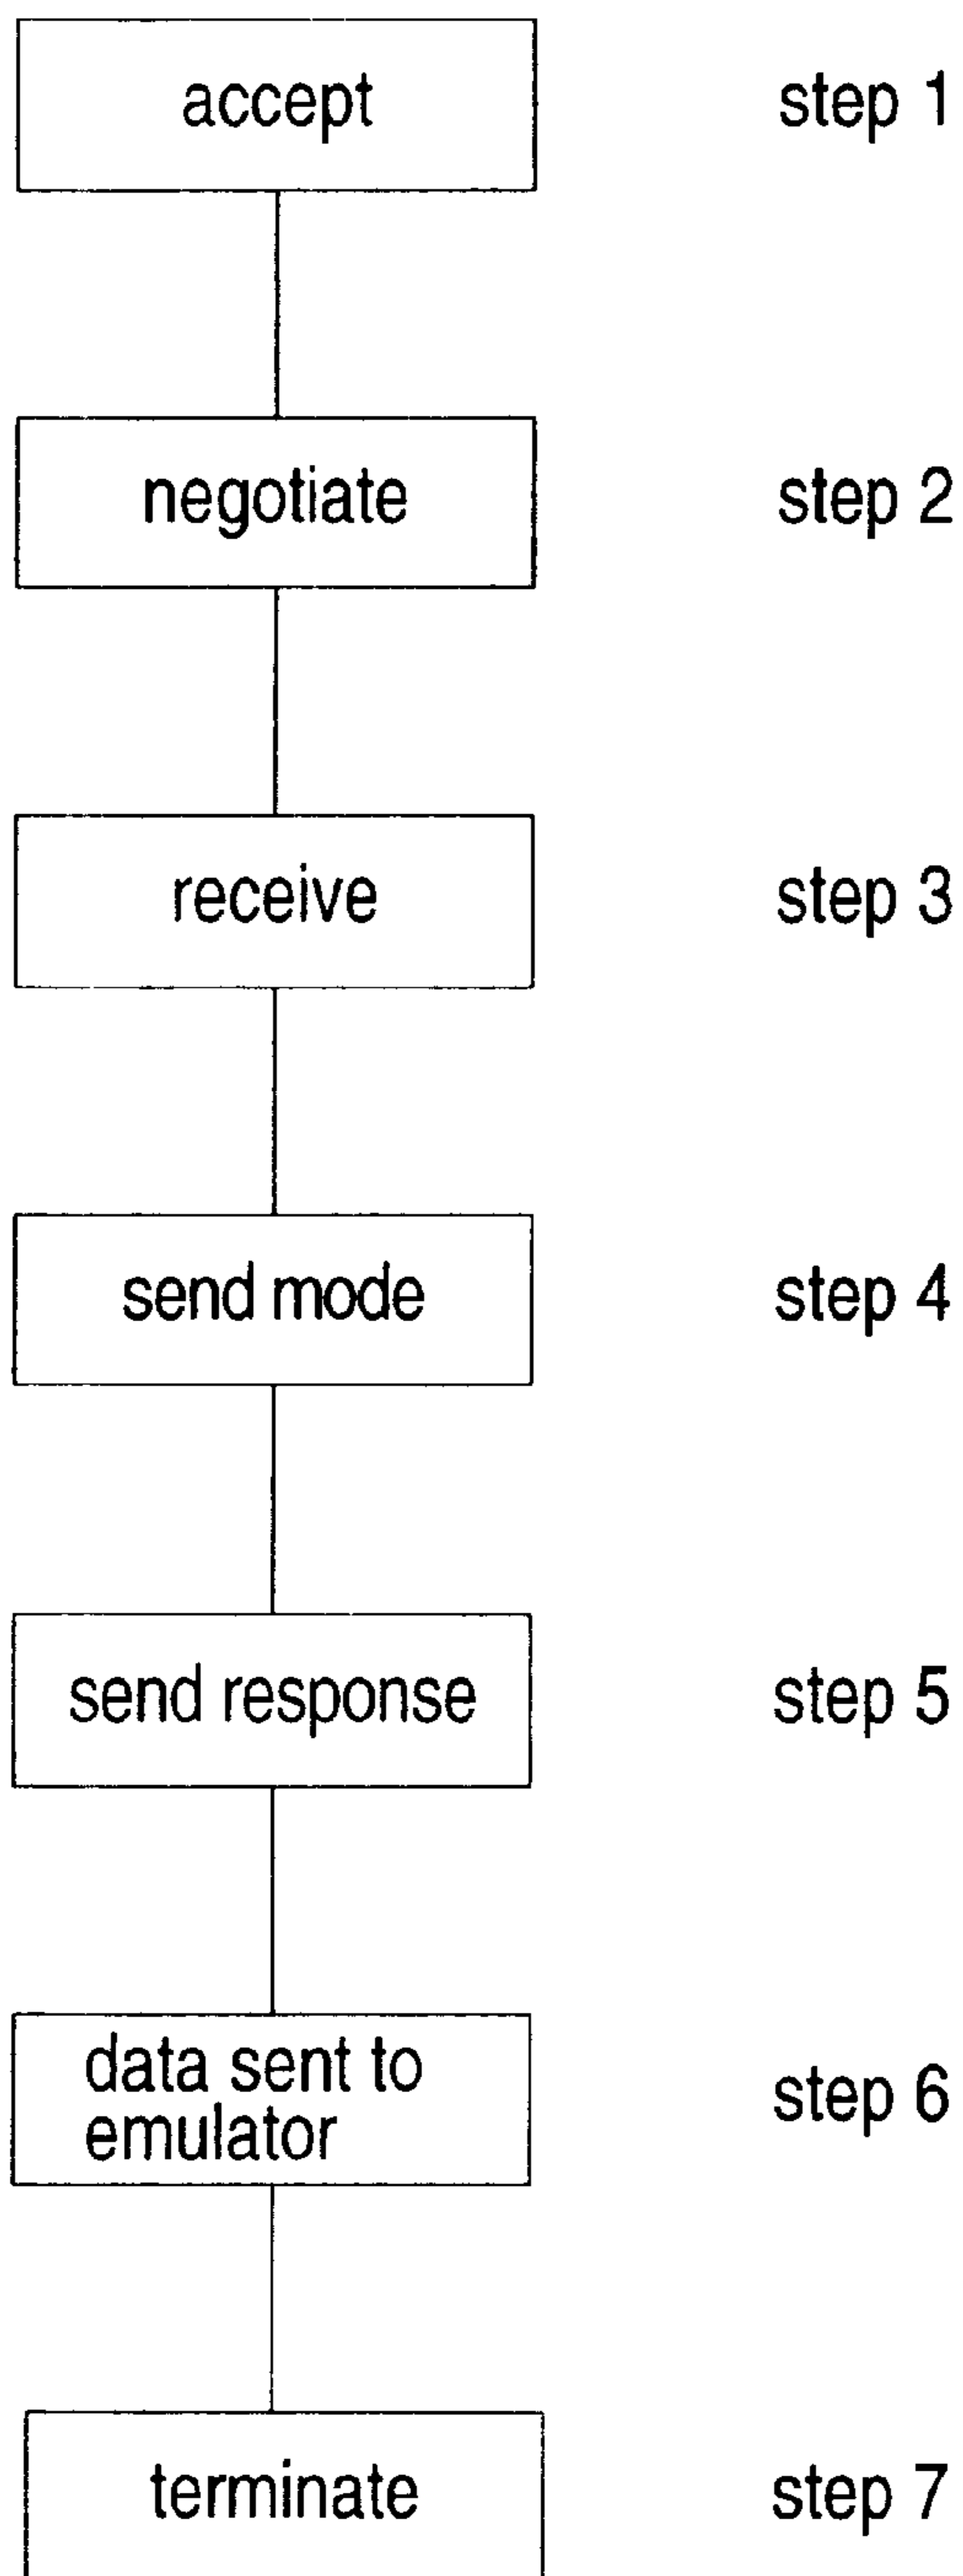 accept step 1
negotiate step 2
receive step 3
send mode step 4
send response step 5
data sent to
emulator step 6
terminate step 7